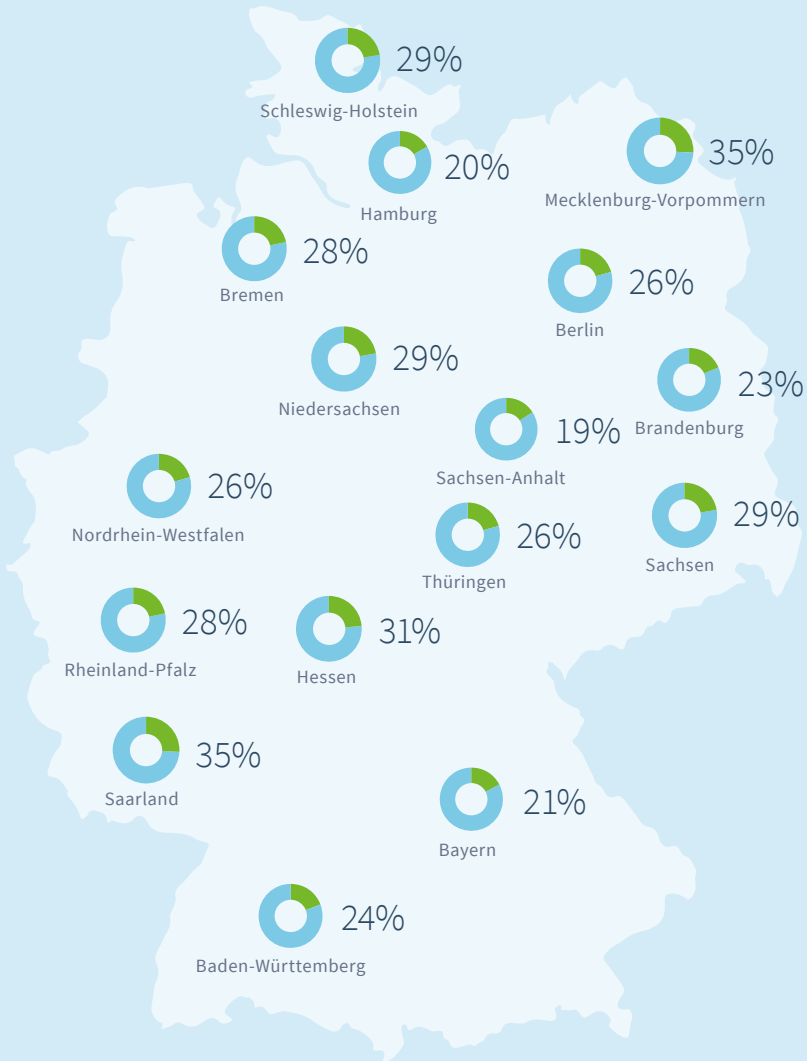 29%
Schleswig-Holstein
20%
Hamburg
35%
Mecklenburg-Vorpommern
28%
Bremen
26%
Berlin
29%
Niedersachsen
23%
Brandenburg
19%
Sachsen-Anhalt
26%
Nordrhein-Westfalen
26%
Thüringen
29%
Sachsen
28%
Rheinland-Pfalz
31%
Hessen
35%
Saarland
21%
Bayern
24%
Baden-Württemberg